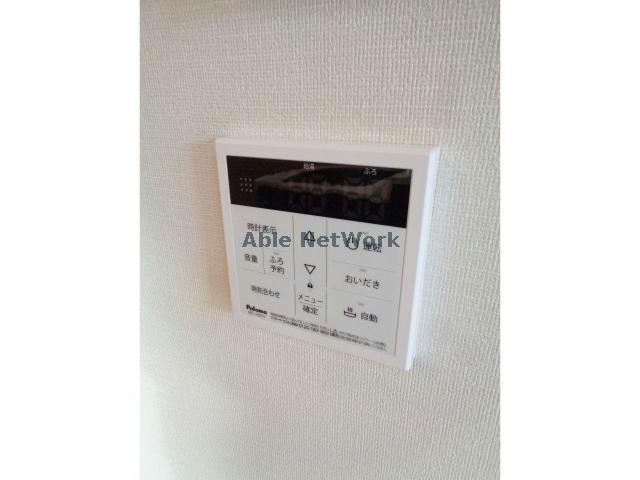 給湯 ふろ
時計表示
運転
音量 ふろ
予約
おいだき
時刻合わせ
メニュー
確定
自動
Paloma
Able NetWork